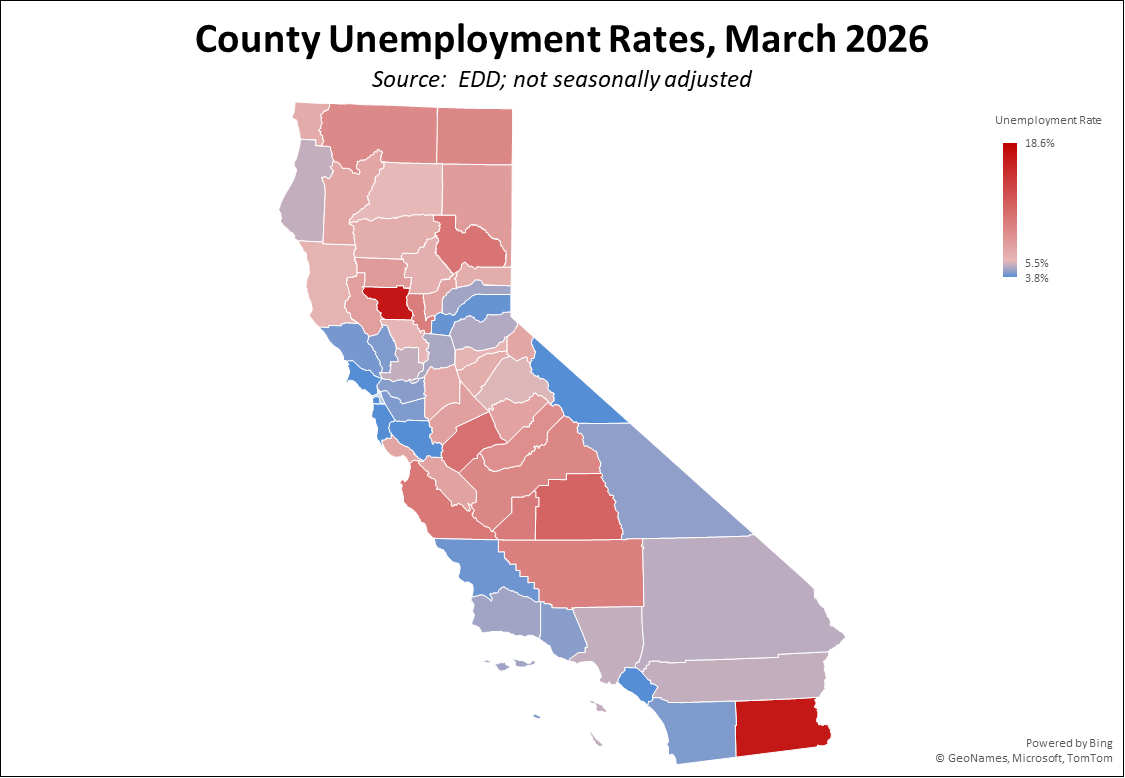 County Unemployment Rates, March 2026
Source:  EDD; not seasonally adjusted
Unemployment Rate
18.6%
5.5%
3.8%
Powered by Bing
© GeoNames, Microsoft, TomTom